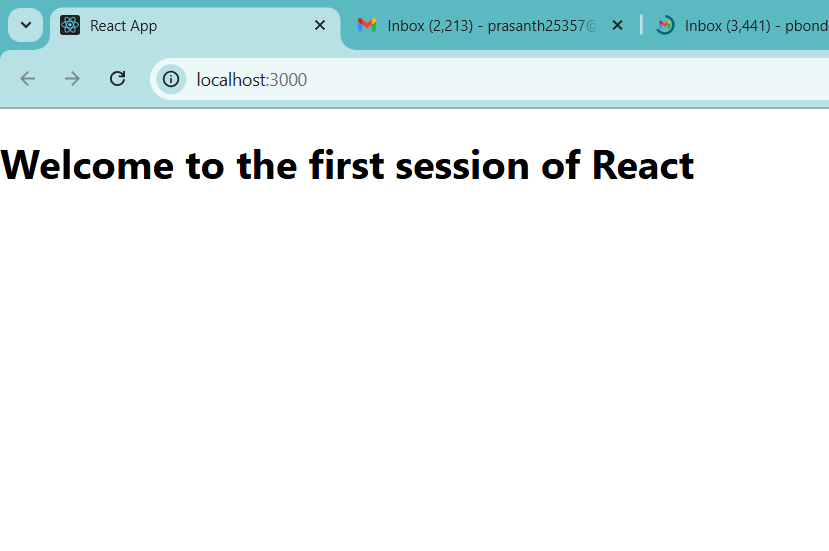 React App
Inbox (2,213) - prasanth25357@
Inbox (3,441) - pbond
localhost:3000
Welcome to the first session of React